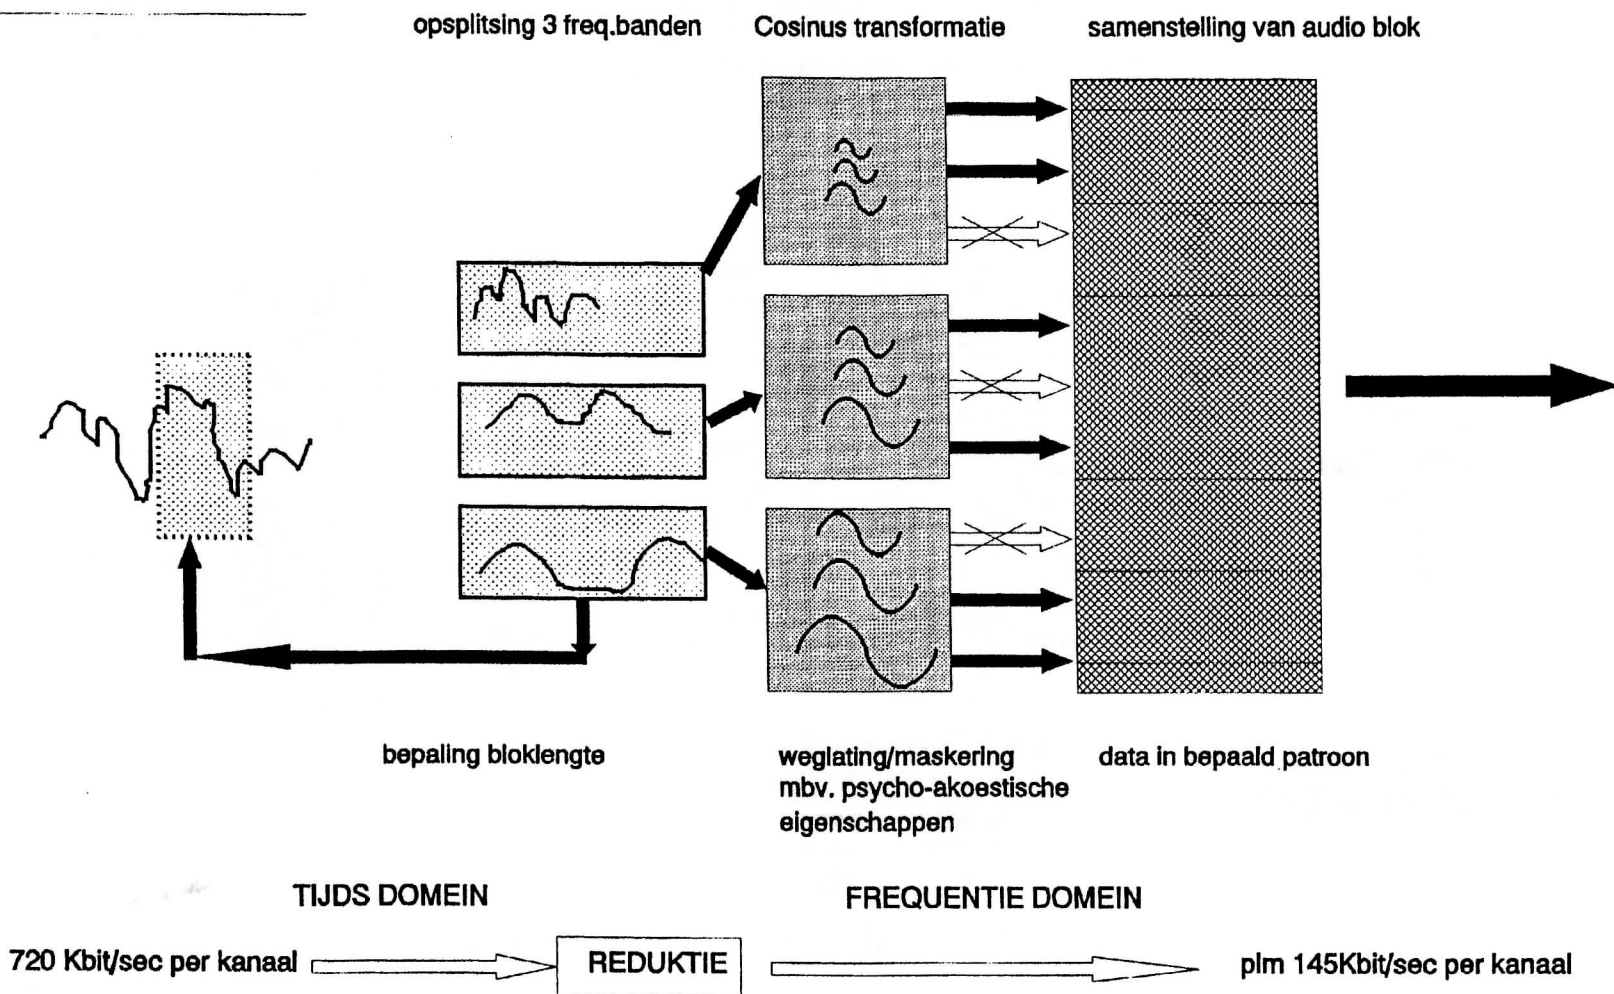 opsplitsing 3 freq.banden
Cosinus transformatie
samenstelling van audio blok
bepaling bloklengte
weglating/maskering
mbv. psycho-akoestische
eigenschappen
data in bepaald patroon
TIJDS DOMEIN
FREQUENTIE DOMEIN
720 Kbit/sec per kanaal
REDUKTIE
plm 145Kbit/sec per kanaal